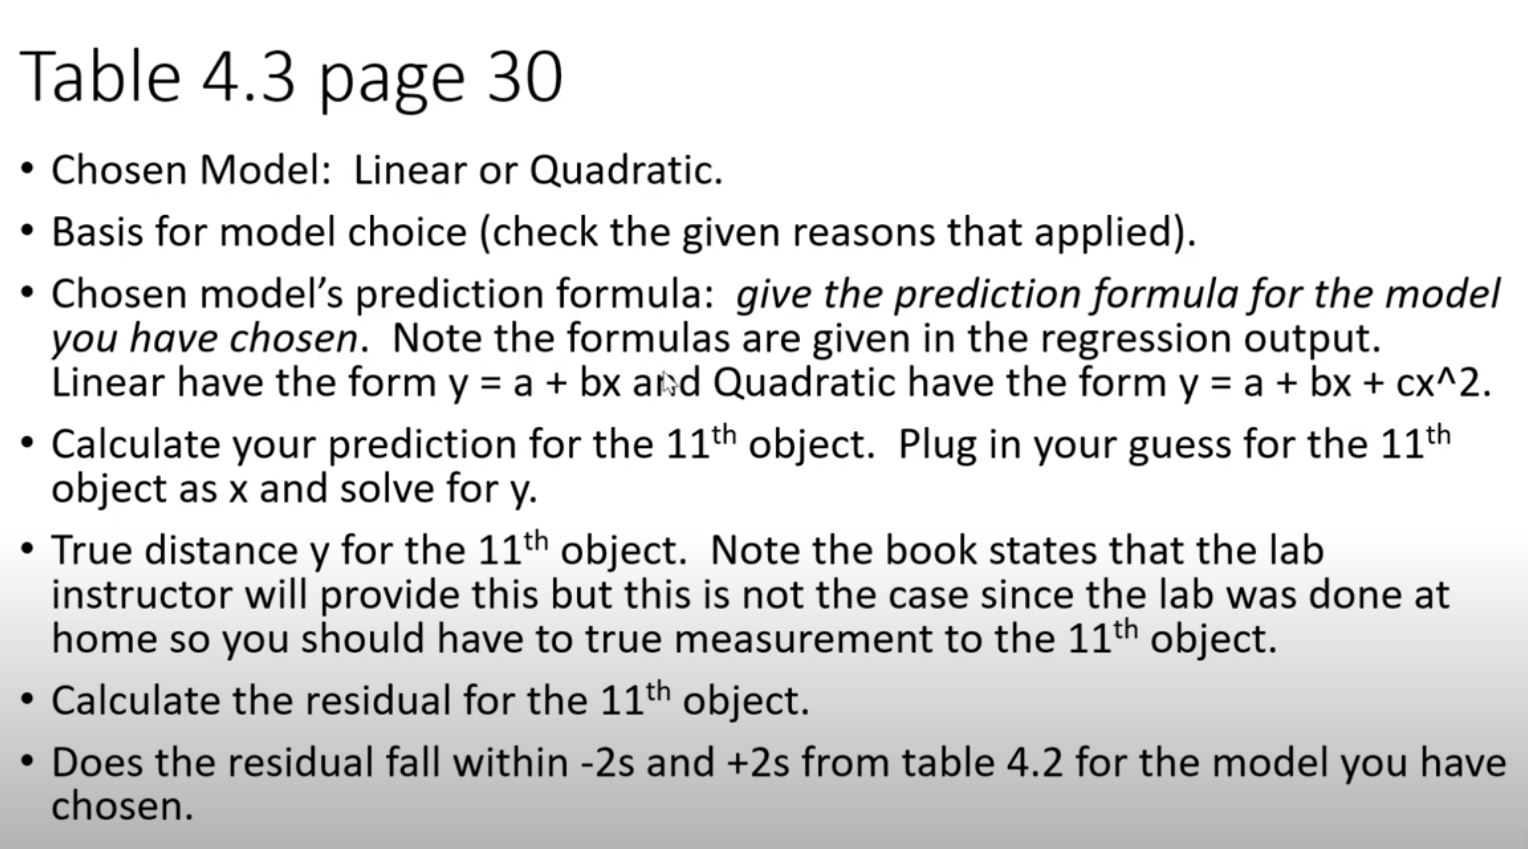 Table 4.3 page 30
• Chosen Model:  Linear or Quadratic.
• Basis for model choice (check the given reasons that applied).
• Chosen model’s prediction formula:  give the prediction formula for the model
you have chosen.  Note the formulas are given in the regression output.
Linear have the form y = a + bx and Quadratic have the form y = a + bx + cx^2.
• Calculate your prediction for the 11th object.  Plug in your guess for the 11th
object as x and solve for y.
• True distance y for the 11th object.  Note the book states that the lab
instructor will provide this but this is not the case since the lab was done at
home so you should have to true measurement to the 11th object.
• Calculate the residual for the 11th object.
• Does the residual fall within -2s and +2s from table 4.2 for the model you have
chosen.